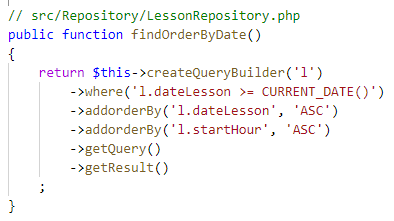 // src/Repository/LessonRepository.php
public function findOrderByDate()
{
    return $this->createQueryBuilder('l')
        ->where('l.dateLesson >= CURRENT_DATE()')
        ->addorderBy('l.dateLesson', 'ASC')
        ->addorderBy('l.startHour', 'ASC')
        ->getQuery()
        ->getResult()
    ;
}